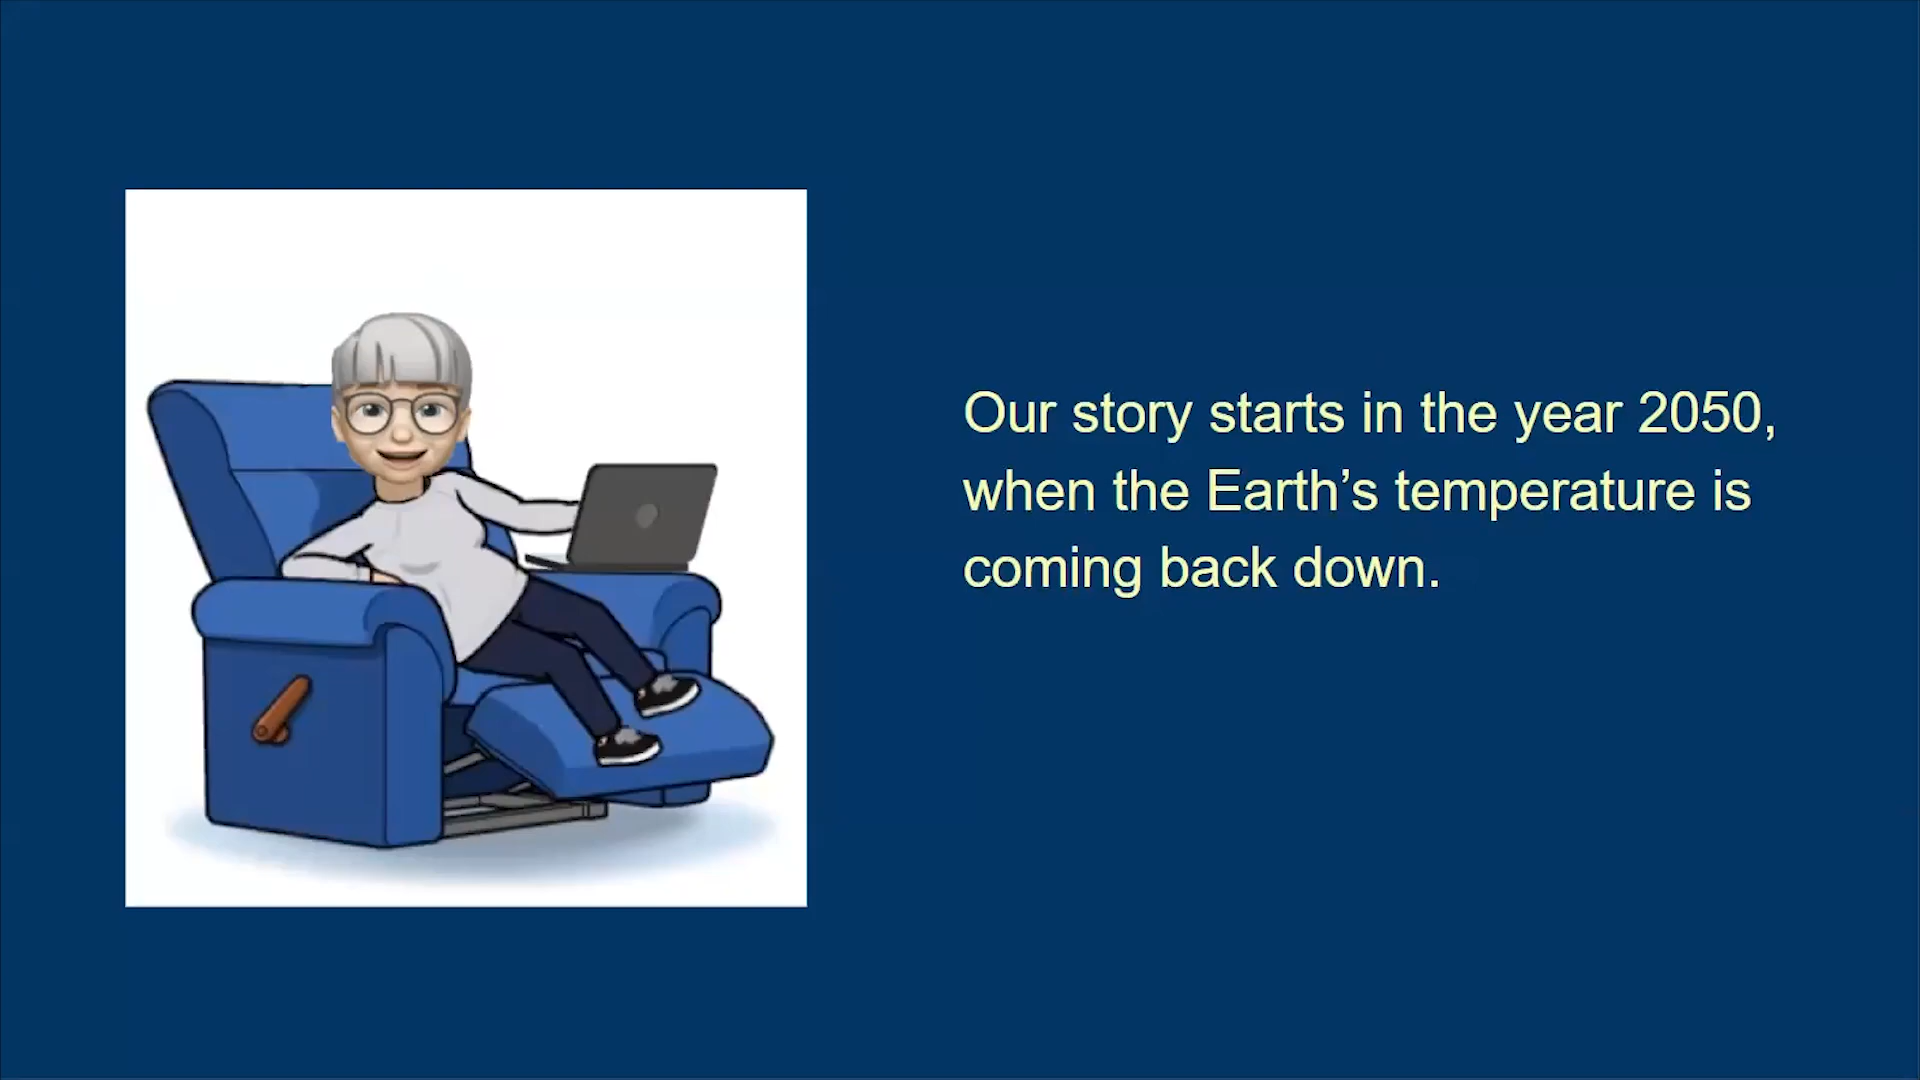 Our story starts in the year 2050,
when the Earth’s temperature is
coming back down.